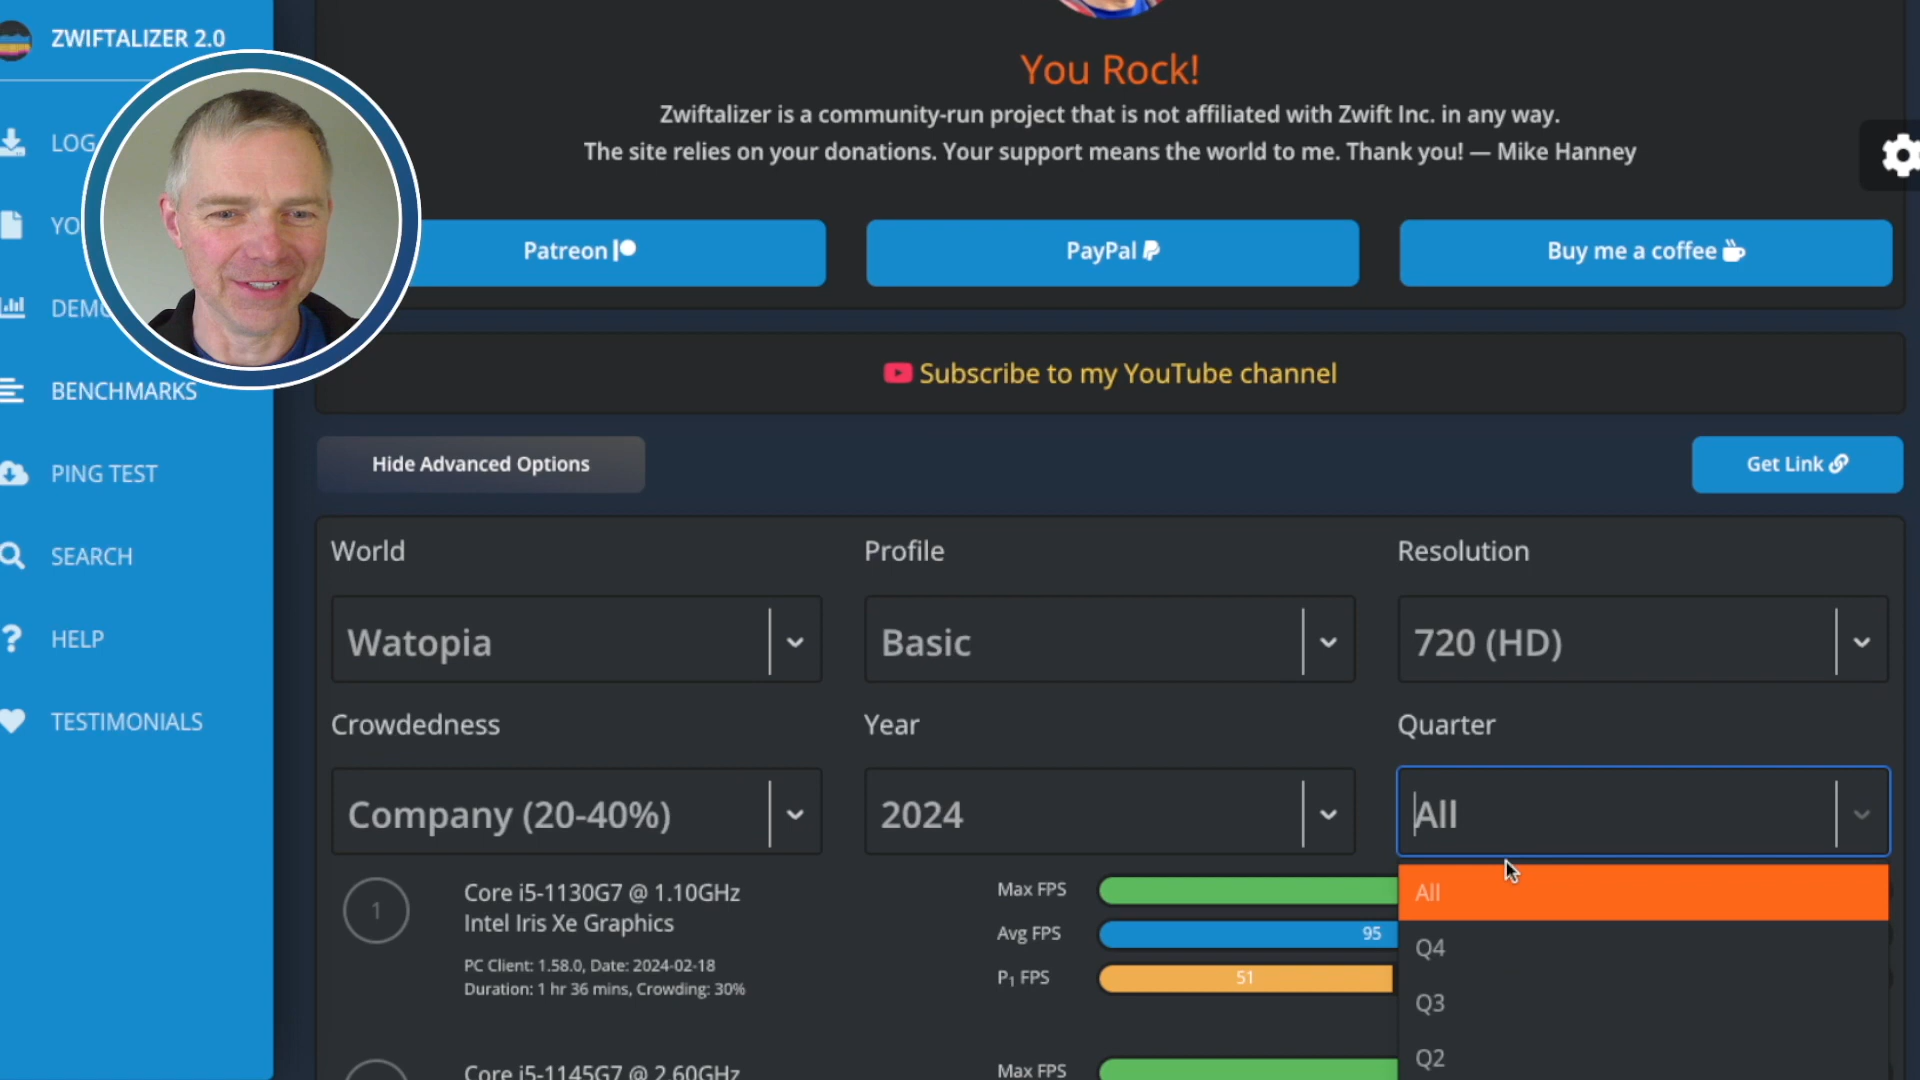 ZWIFTALIZER 2.0
LOG
YO
DEMO
BENCHMARKS
PING TEST
SEARCH
HELP
TESTIMONIALS
You Rock!
Zwiftalizer is a community-run project that is not affiliated with Zwift Inc. in any way.
The site relies on your donations. Your support means the world to me. Thank you! — Mike Hanney
Patreon
PayPal
Buy me a coffee
Subscribe to my YouTube channel
Hide Advanced Options
Get Link
World
Profile
Resolution
Watopia
Basic
720 (HD)
Crowdedness
Year
Quarter
Company (20-40%)
2024
All
All
Q4
Q3
Q2
1
Core i5-1130G7 @ 1.10GHz
Intel Iris Xe Graphics
PC Client: 1.58.0, Date: 2024-02-18
Duration: 1 hr 36 mins, Crowding: 30%
Max FPS
Avg FPS
95
P1 FPS
51
Core i5-1145G7 @ 2.60GHz
Max FPS